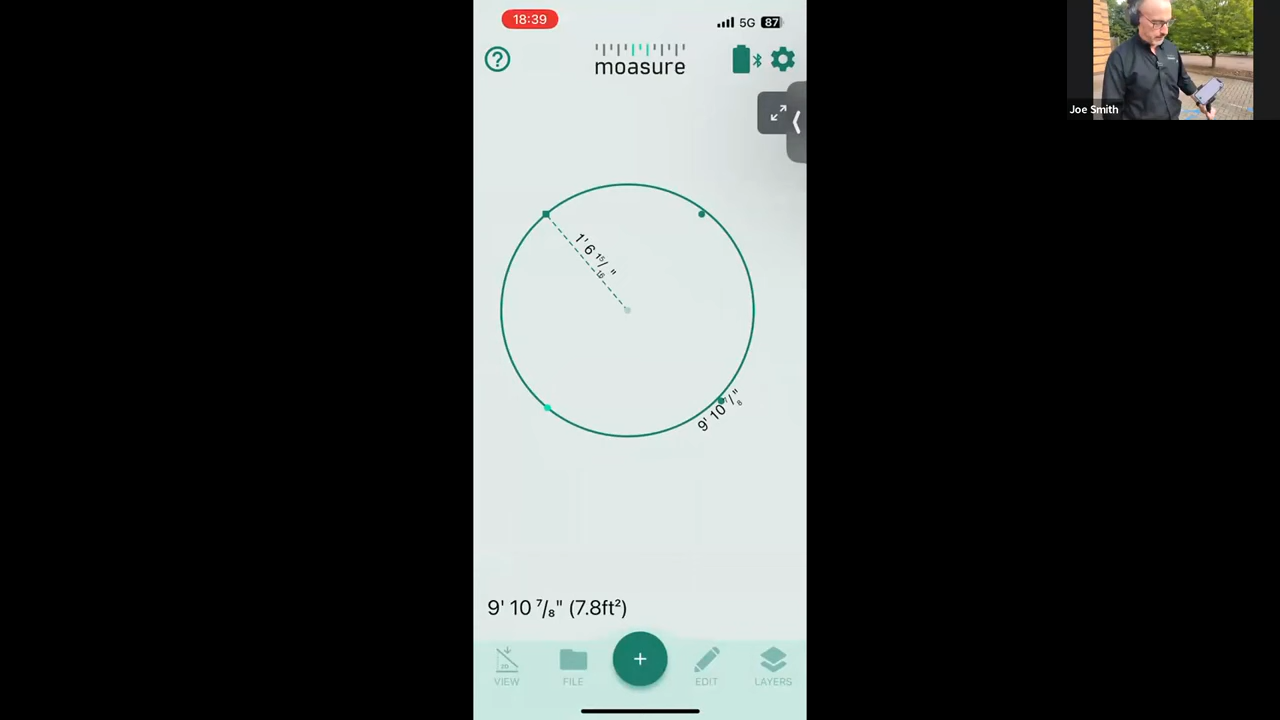 18:39
5G 87
moasure
Joe Smith
1' 6 15/16"
9' 10 7/8"
9' 10 ⁷/₈" (7.8ft²)
VIEW FILE + EDIT LAYERS